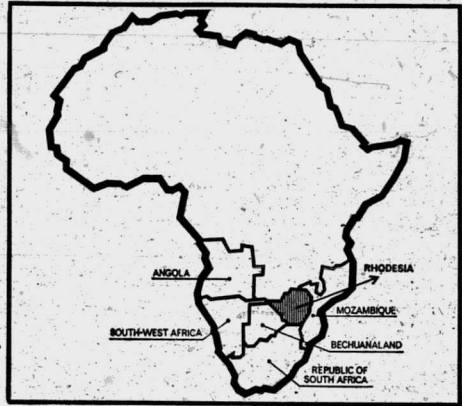 ANGOLA
RHODESIA
MOZAMBIQUE
SOUTH-WEST AFRICA
BECHUANALAND
REPUBLIC OF
SOUTH AFRICA